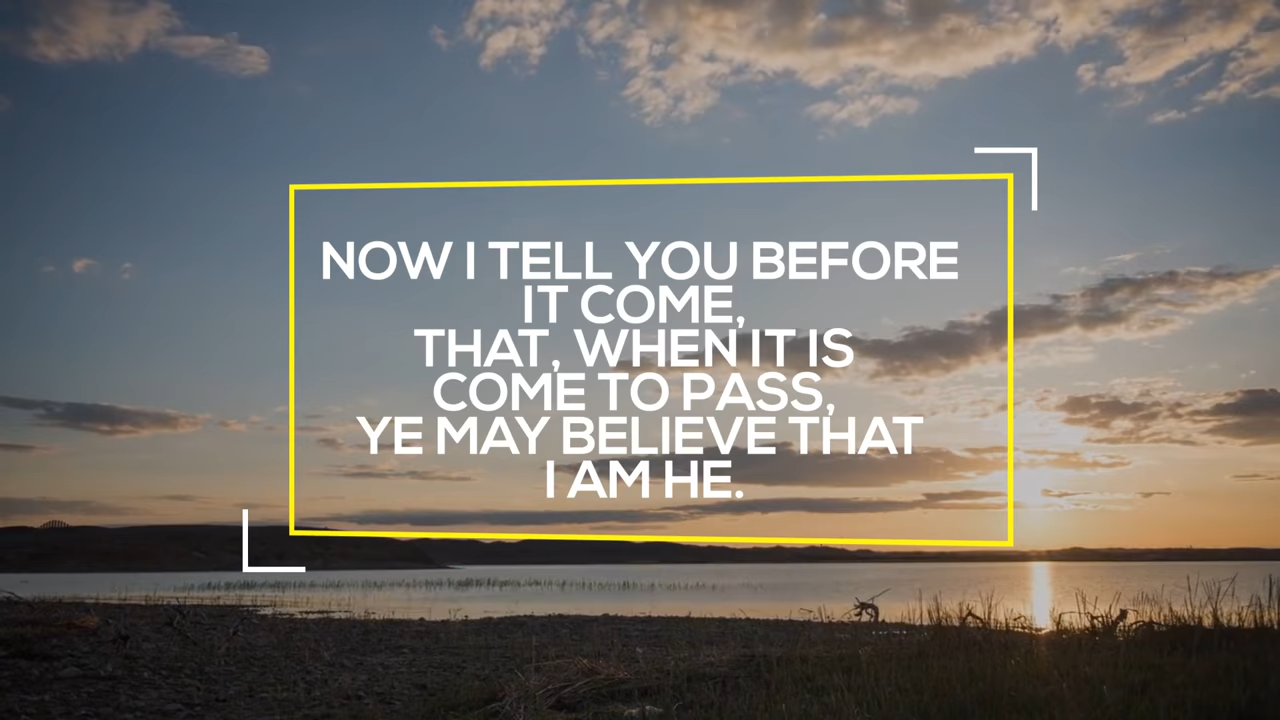 NOW I TELL YOU BEFORE
IT COME,
THAT, WHEN IT IS
COME TO PASS,
YE MAY BELIEVE THAT
I AM HE.